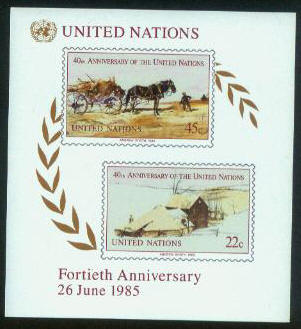 UNITED NATIONS
40th ANNIVERSARY OF THE UNITED NATIONS
UNITED NATIONS
45c
40th ANNIVERSARY OF THE UNITED NATIONS
UNITED NATIONS
22c
Fortieth Anniversary
26 June 1985